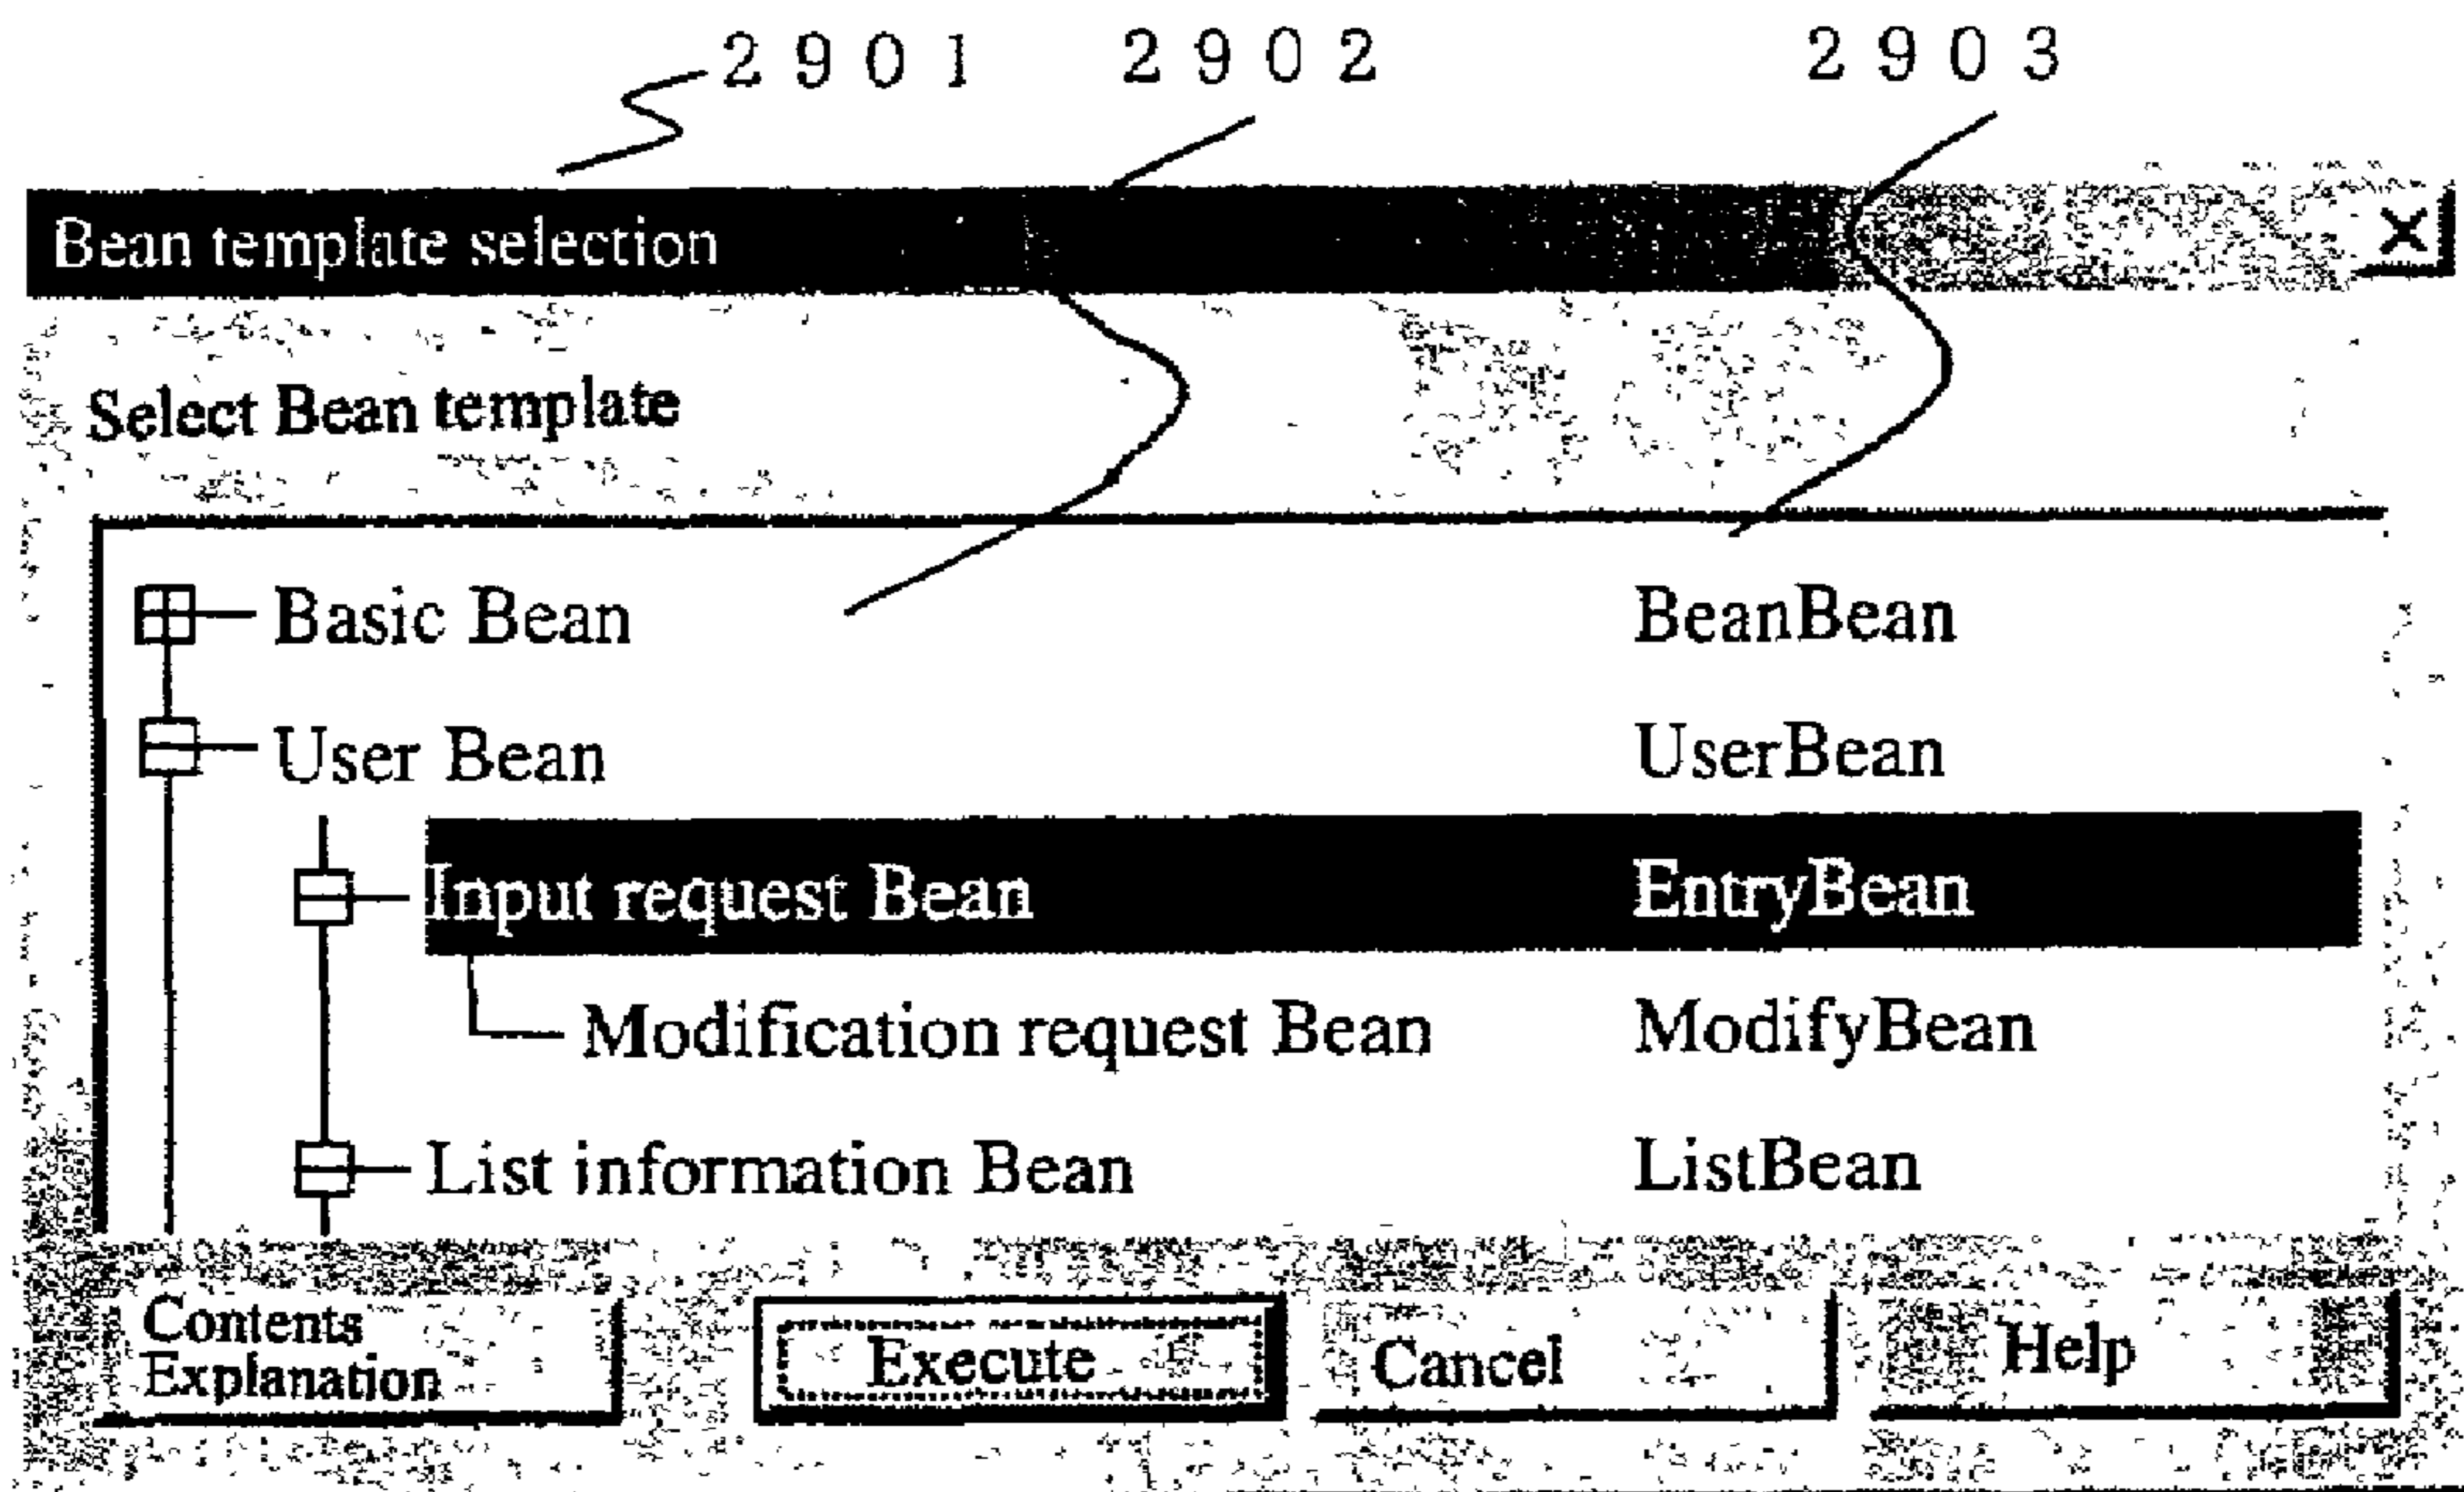 2901 2902 2903
Bean template selection
Select Bean template
Basic Bean BeanBean
User Bean UserBean
Input request Bean EntryBean
Modification request Bean ModifyBean
List information Bean ListBean
Contents
Explanation
Execute
Cancel
Help